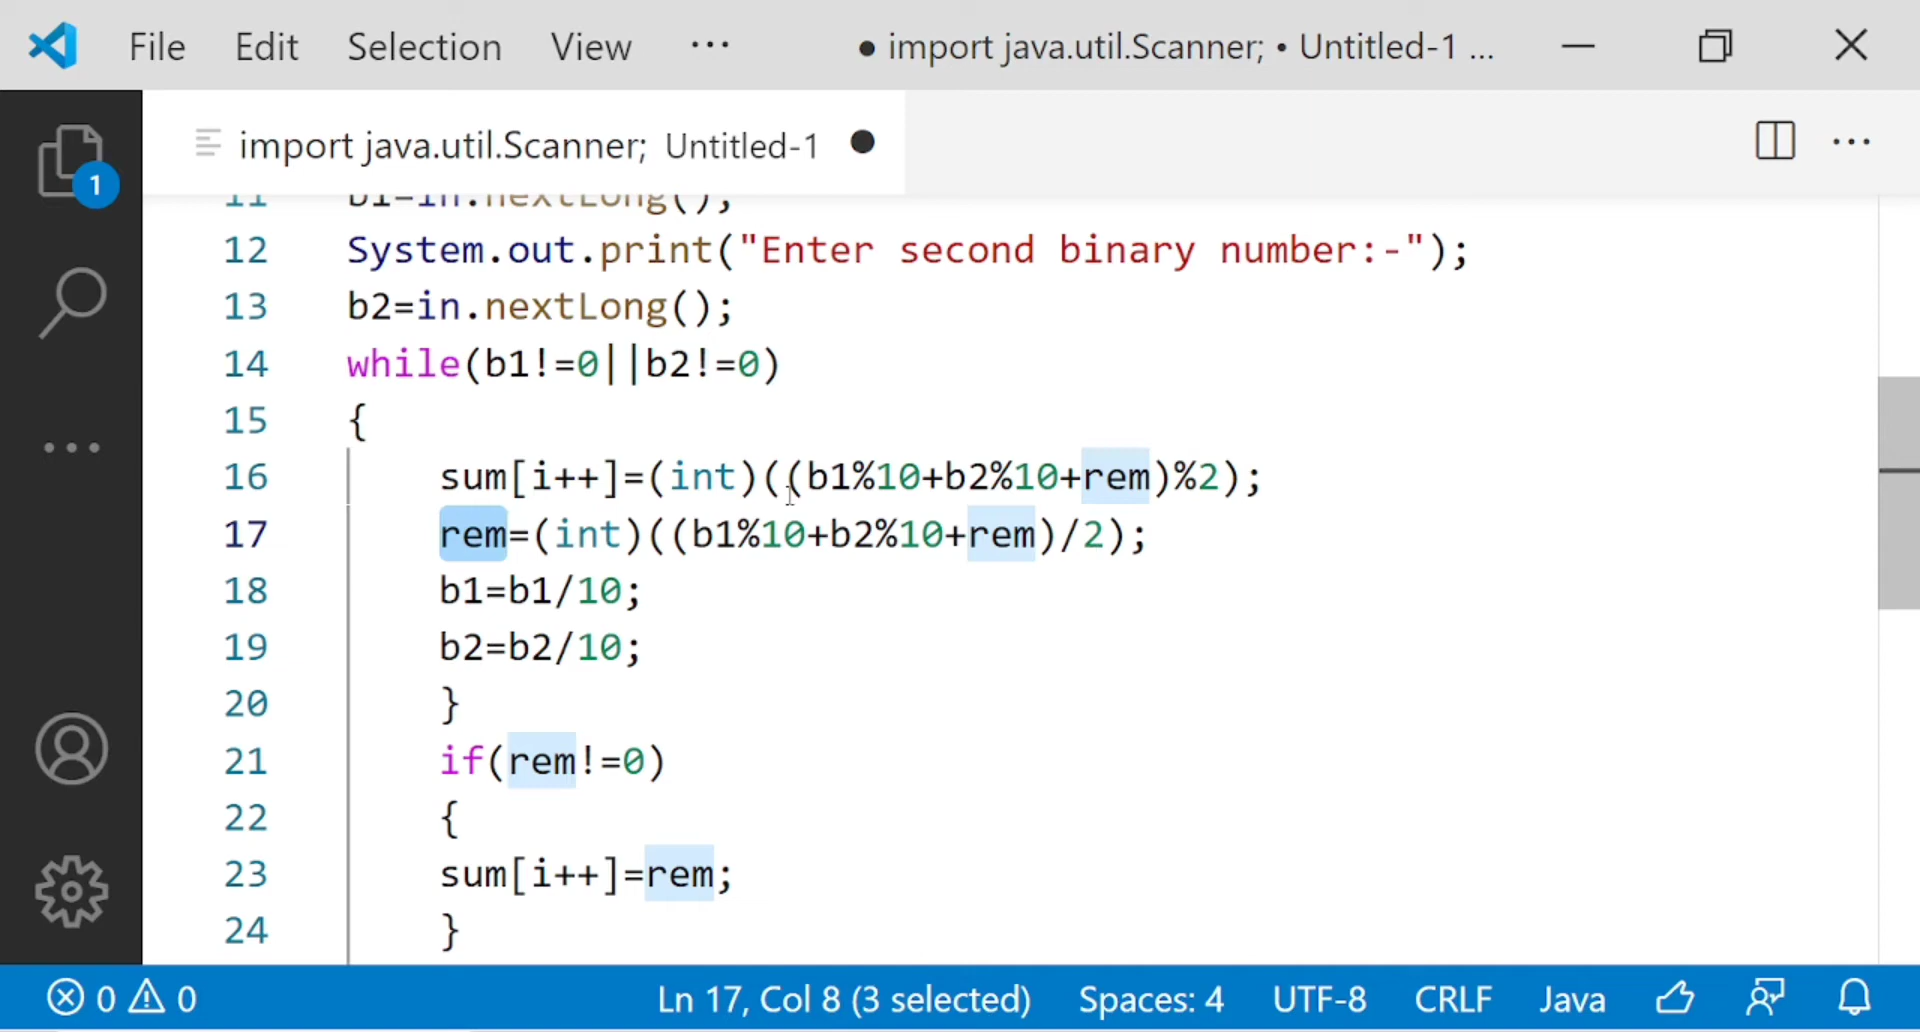 File Edit Selection View ··· ● import java.util.Scanner; • Untitled-1 ...
import java.util.Scanner; Untitled-1 ●
1
11 b1=in.nextLong();
12 System.out.print("Enter second binary number:-");
13 b2=in.nextLong();
14 while(b1!=0||b2!=0)
15 {
16 sum[i++]=(int)((b1%10+b2%10+rem)%2);
17 rem=(int)((b1%10+b2%10+rem)/2);
18 b1=b1/10;
19 b2=b2/10;
20 }
21 if(rem!=0)
22 {
23 sum[i++]=rem;
24 }
0 0 Ln 17, Col 8 (3 selected) Spaces: 4 UTF-8 CRLF Java